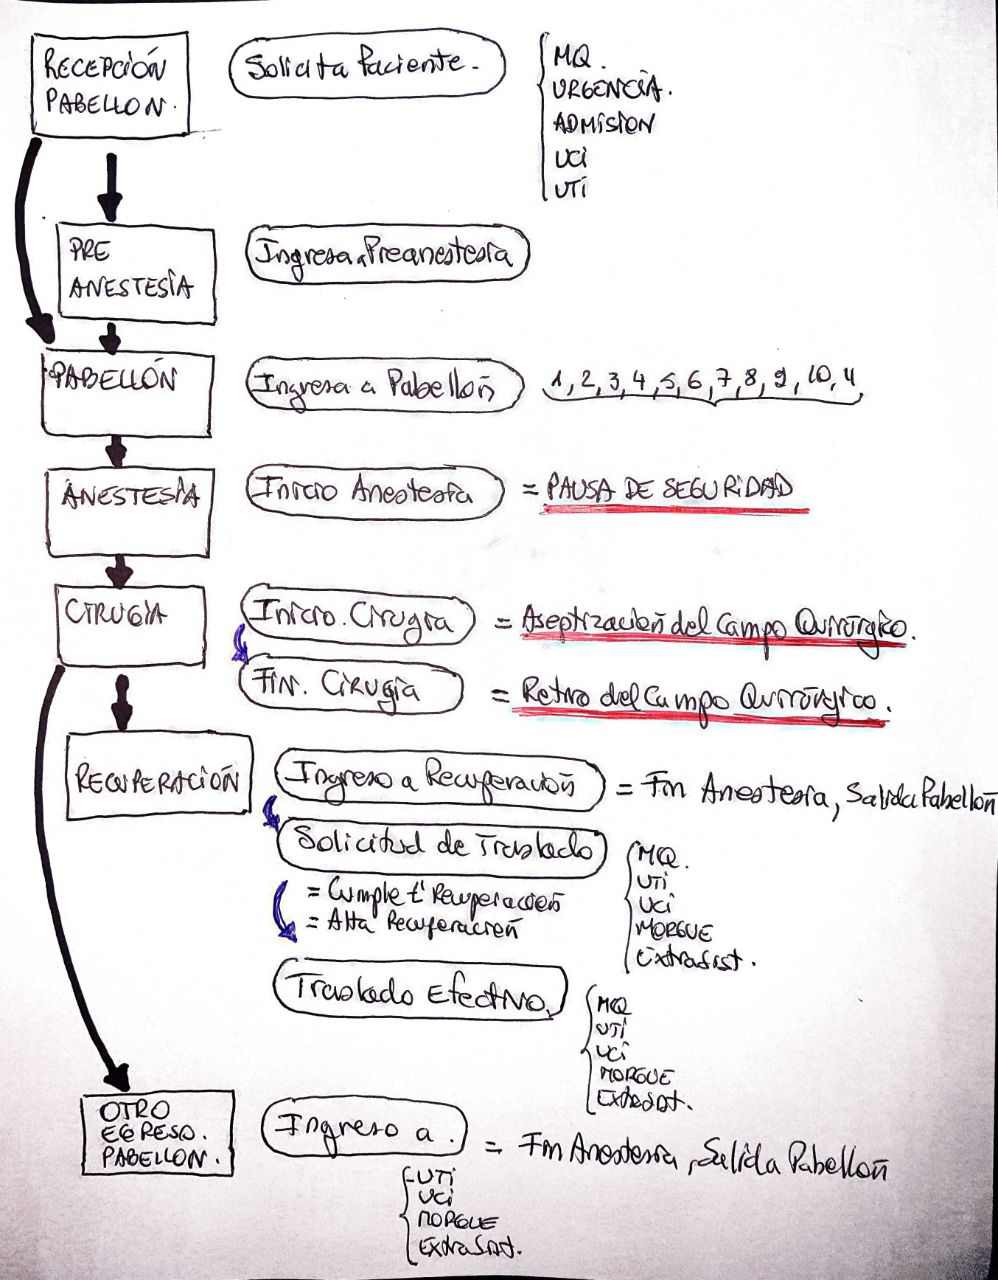 RECEPCIÓN
PABELLON.
Solicita Paciente.
MQ.
URGENCIA.
ADMISION
UCI
UTI
PRE
ANESTESÍA
Ingresa a Preanestesia
PABELLÓN
Ingresa a Pabellón
1, 2, 3, 4, 5, 6, 7, 8, 9, 10, 11
ANESTESIA
Inicio Anestesia
= PAUSA DE SEGURIDAD
CIRUGÍA
Inicio. Cirugía
= Aseptización del Campo Quirúrgico.
Fin. Cirugía
= Retiro del Campo Quirúrgico.
RECUPERACIÓN
Ingreso a Recuperación
= Fin Anestesia, Salida Pabellón
Solicitud de Traslado
MQ.
UTI
UCI
MORGUE
ExtraSist.
= Cumple t' Recuperación
= Alta Recuperación
Traslado Efectivo.
MQ
UTI
UCI
MORGUE
ExtraSist.
OTRO
EGRESO.
PABELLON.
Ingreso a.
= Fin Anestesia, Salida Pabellón
UTI
UCI
MORGUE
ExtraSist.